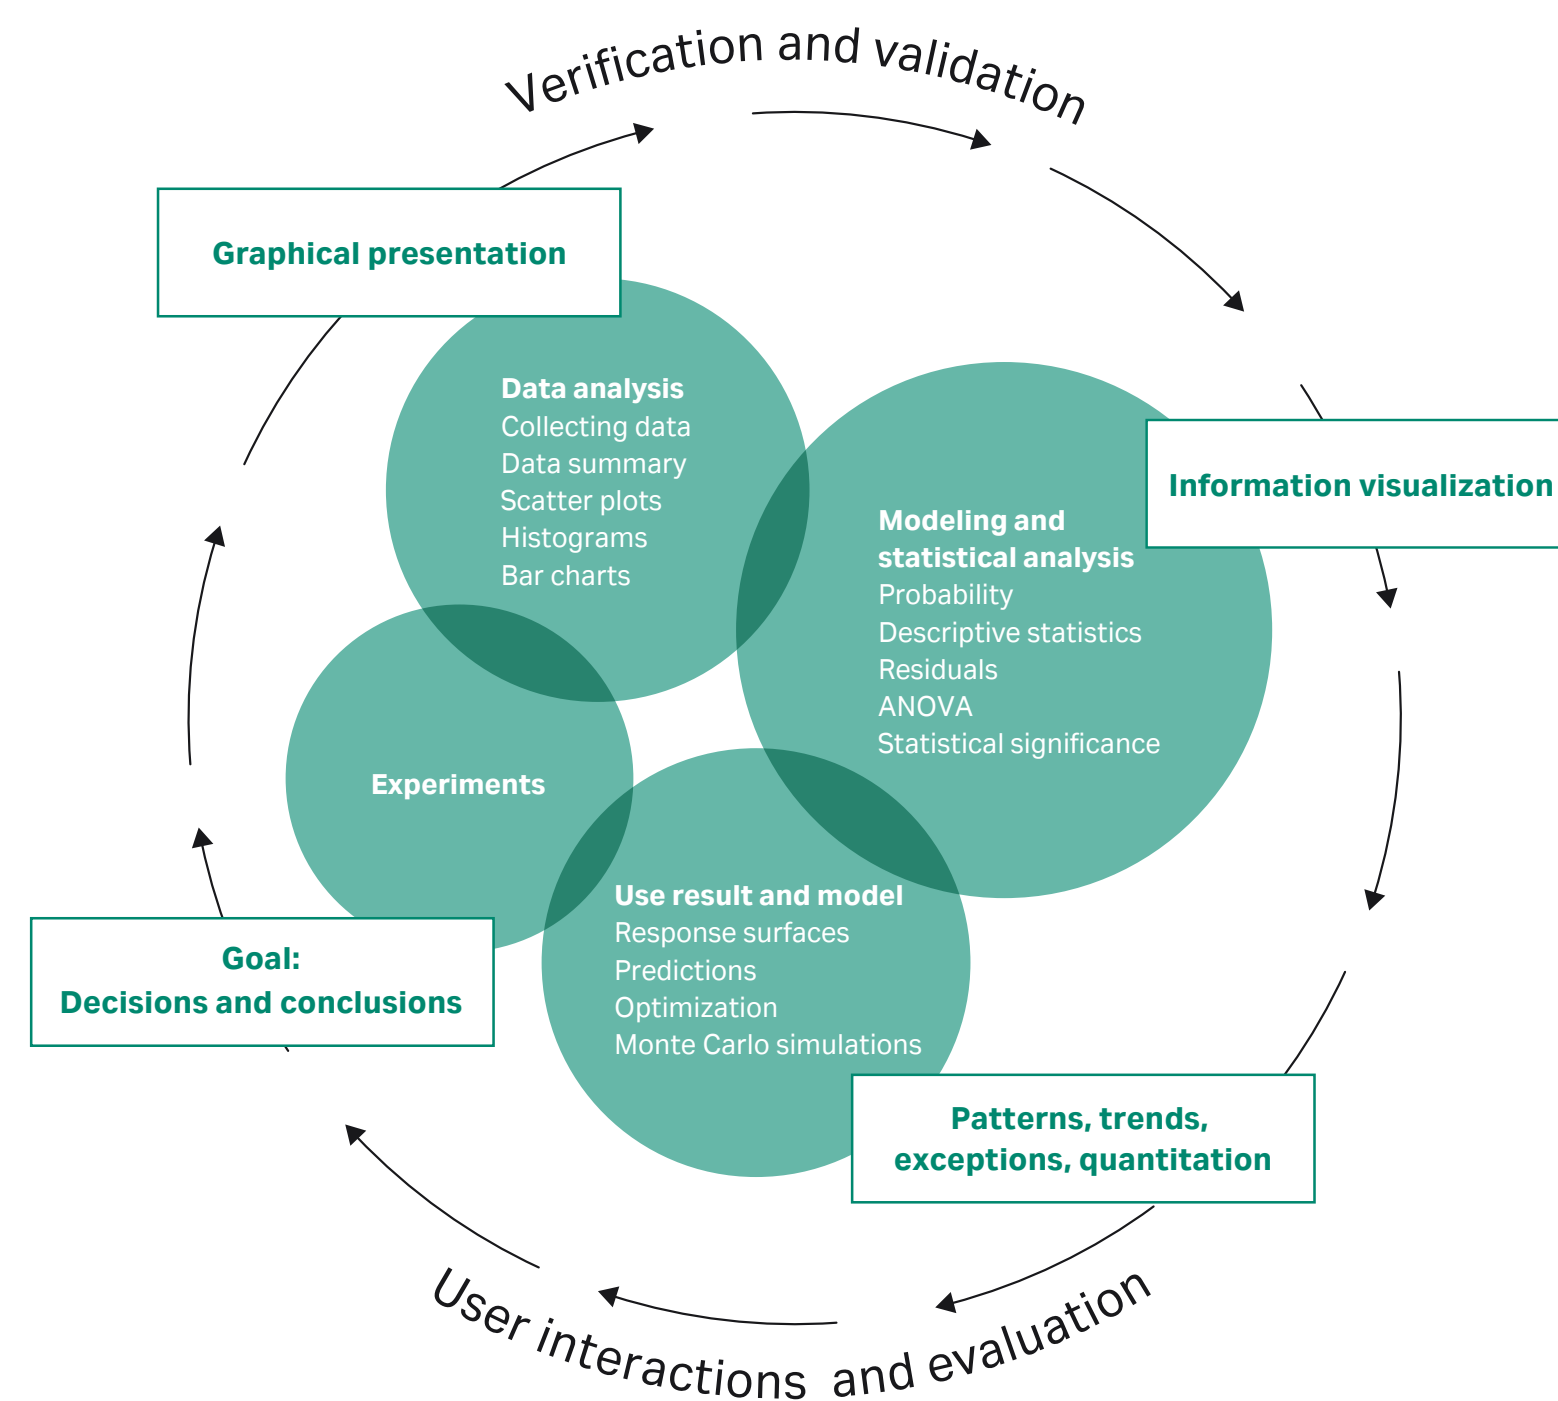 Verification and validation
Graphical presentation
Data analysis
Collecting data
Data summary
Scatter plots
Histograms
Bar charts
Information visualization
Modeling and
statistical analysis
Probability
Descriptive statistics
Residuals
ANOVA
Statistical significance
Experiments
Use result and model
Response surfaces
Predictions
Optimization
Monte Carlo simulations
Goal:
Decisions and conclusions
Patterns, trends,
exceptions, quantitation
User interactions and evaluation